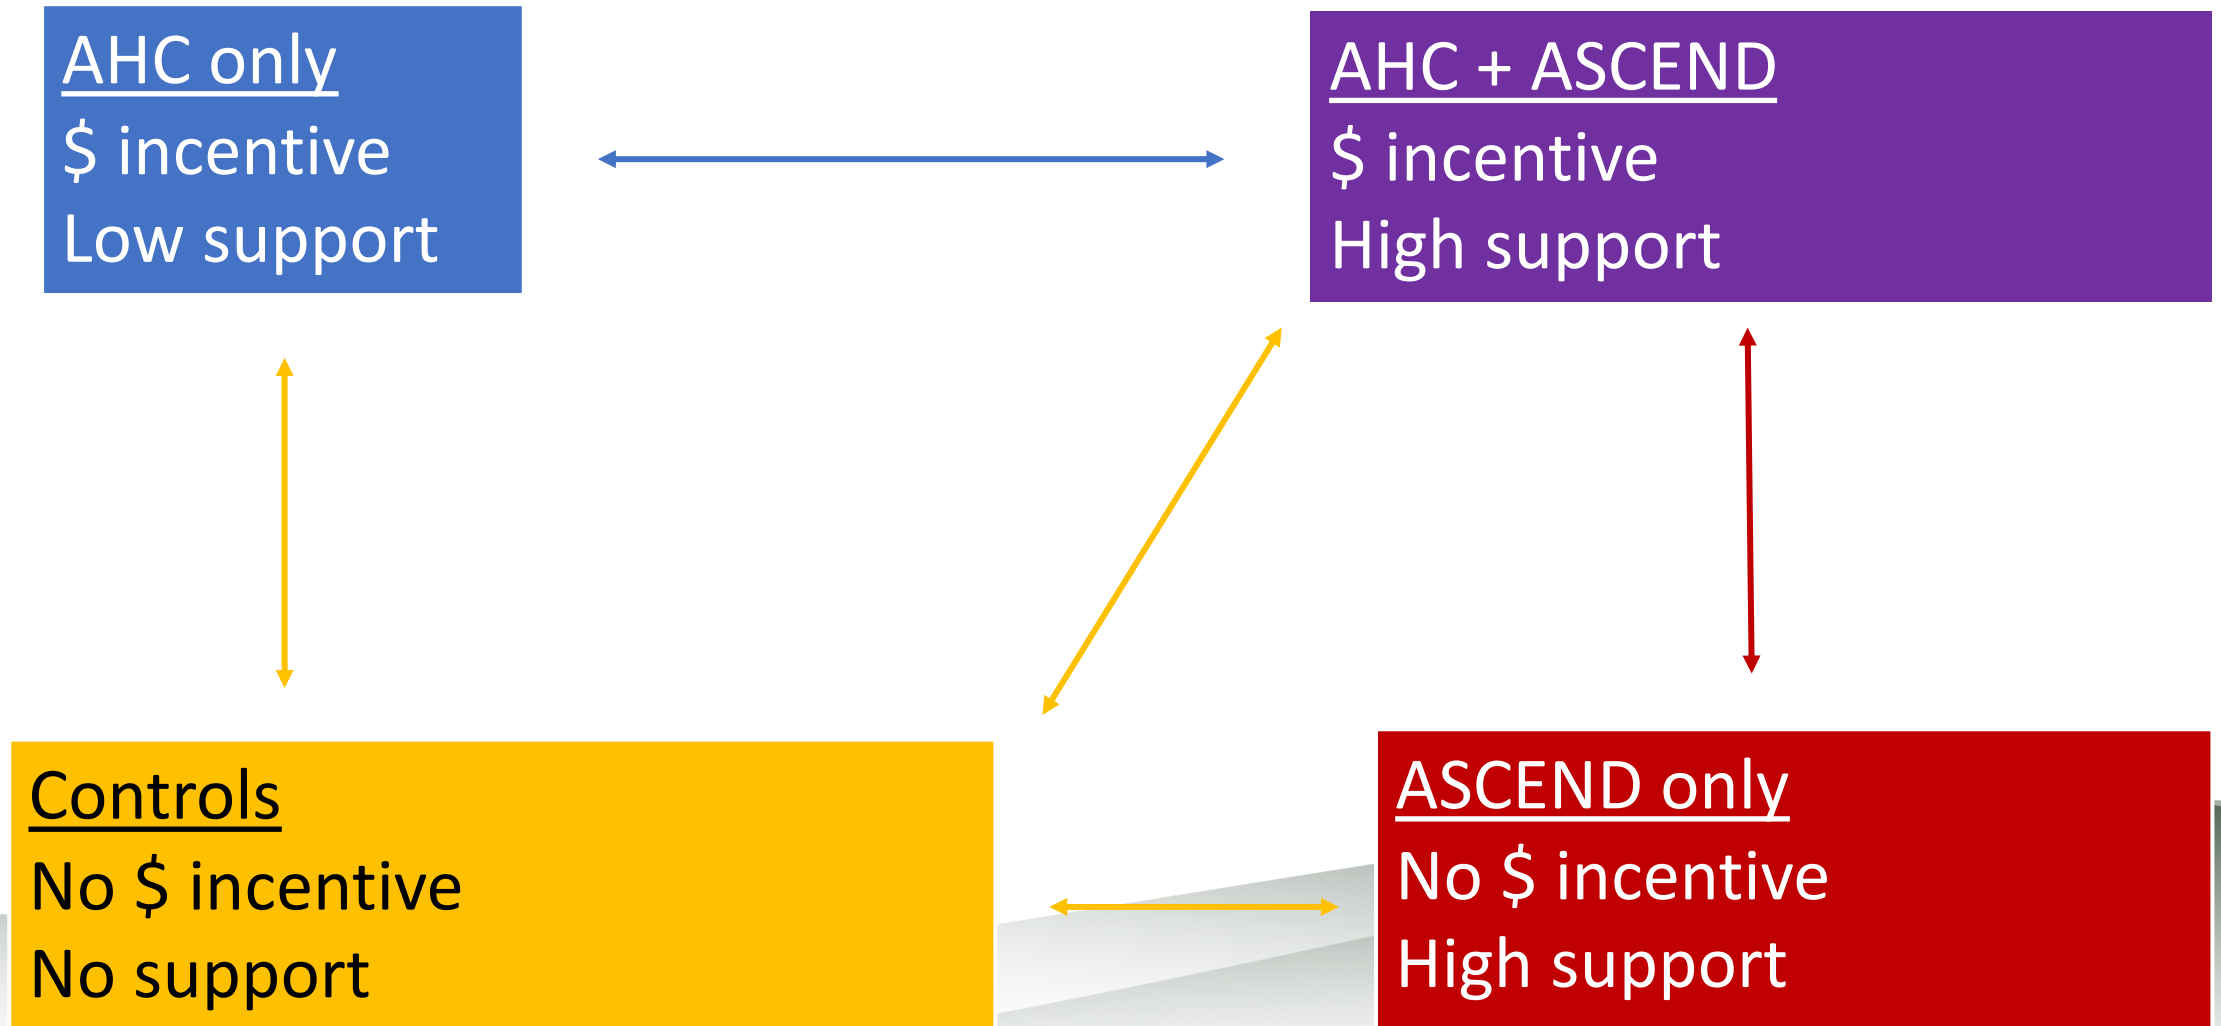 AHC only
$ incentive
Low support
AHC + ASCEND
$ incentive
High support
Controls
No $ incentive
No support
ASCEND only
No $ incentive
High support